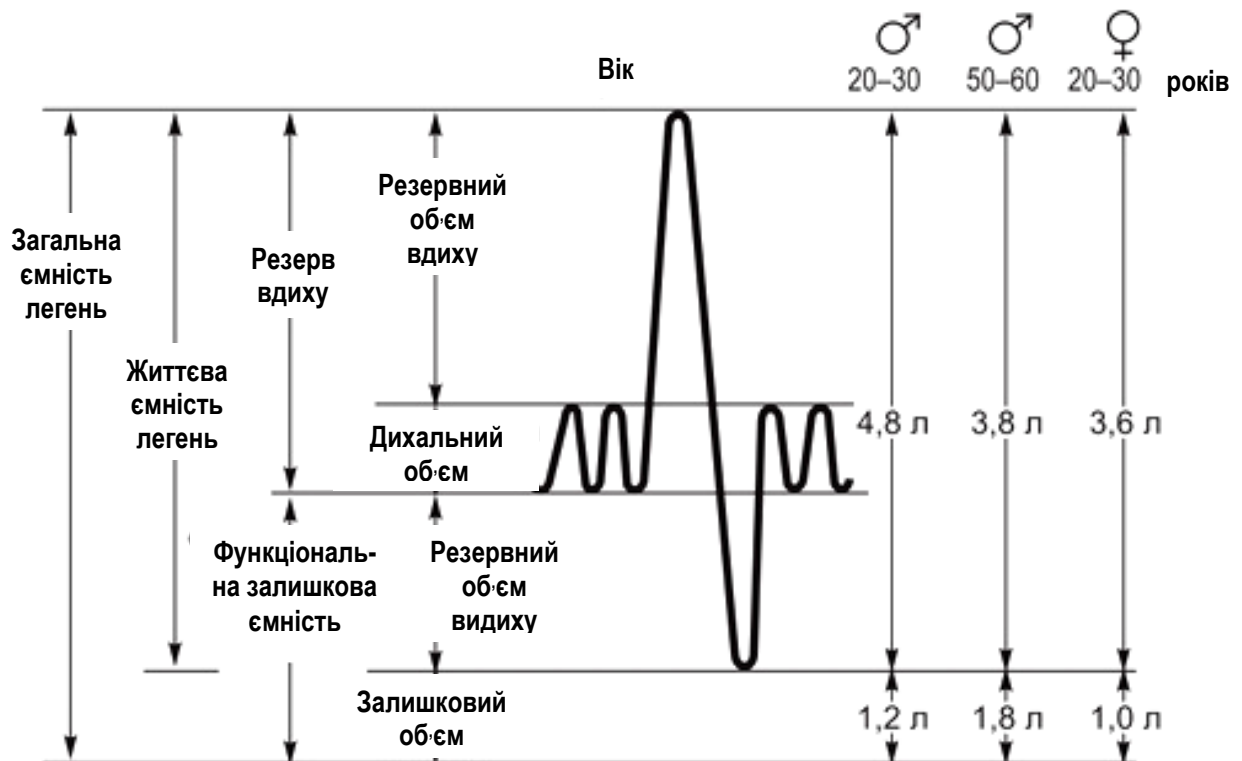 Вік
♂ ♂ ♀
20–30 50–60 20–30 років
Резервний
об,єм
вдиху
Загальна
ємність
легень
Резерв
вдиху
Життєва
ємність
легень
Дихальний
об,єм
4,8 л 3,8 л 3,6 л
Функціональ-
на залишкова
ємність
Резервний
об,єм
видиху
Залишковий
об,єм
1,2 л 1,8 л 1,0 л